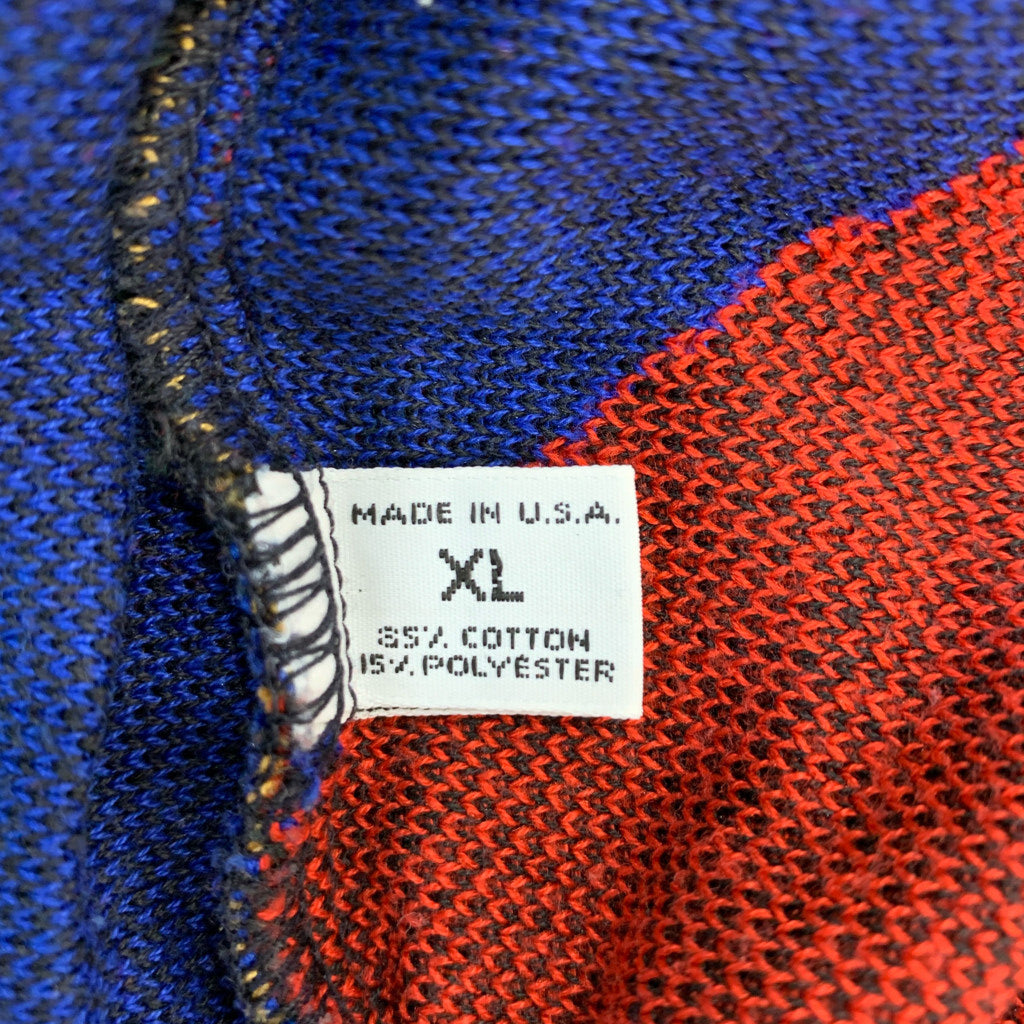 MADE IN U.S.A.
XL
85% COTTON
15% POLYESTER